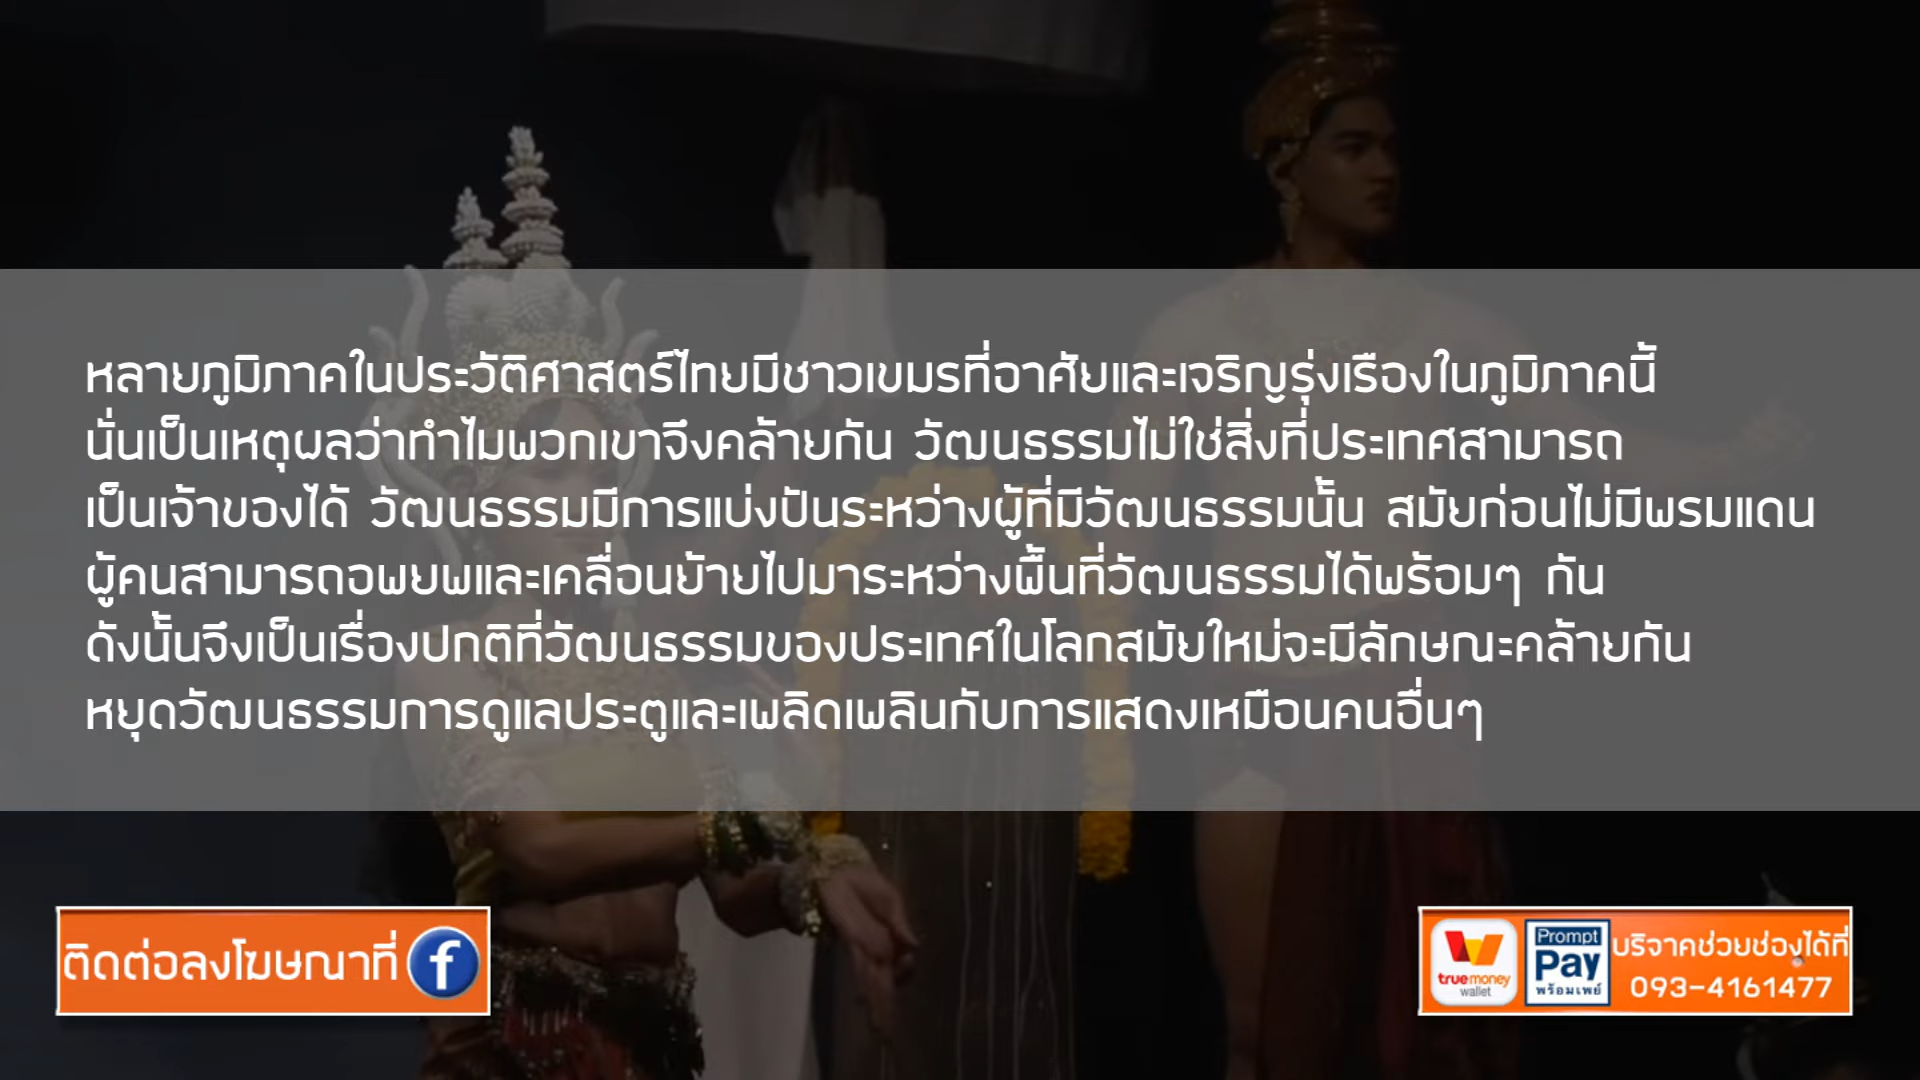 หลายภูมิภาคในประวัติศาสตร์ไทยมีชาวเขมรที่อาศัยและเจริญรุ่งเรืองในภูมิภาคนี้
นั่นเป็นเหตุผลว่าทำไมพวกเขาจึงคล้ายกัน วัฒนธรรมไม่ใช่สิ่งที่ประเทศสามารถ
เป็นเจ้าของได้ วัฒนธรรมมีการแบ่งปันระหว่างผู้ที่มีวัฒนธรรมนั้น สมัยก่อนไม่มีพรมแดน
ผู้คนสามารถอพยพและเคลื่อนย้ายไปมาระหว่างพื้นที่วัฒนธรรมได้พร้อมๆ กัน
ดังนั้นจึงเป็นเรื่องปกติที่วัฒนธรรมของประเทศในโลกสมัยใหม่จะมีลักษณะคล้ายกัน
หยุดวัฒนธรรมการดูแลประตูและเพลิดเพลินกับการแสดงเหมือนคนอื่นๆ
ติดต่อลงโฆษณาที่ f
truemoney
wallet
Prompt
Pay
พร้อมเพย์
บริจาคช่วยช่องได้ที่
093-4161477